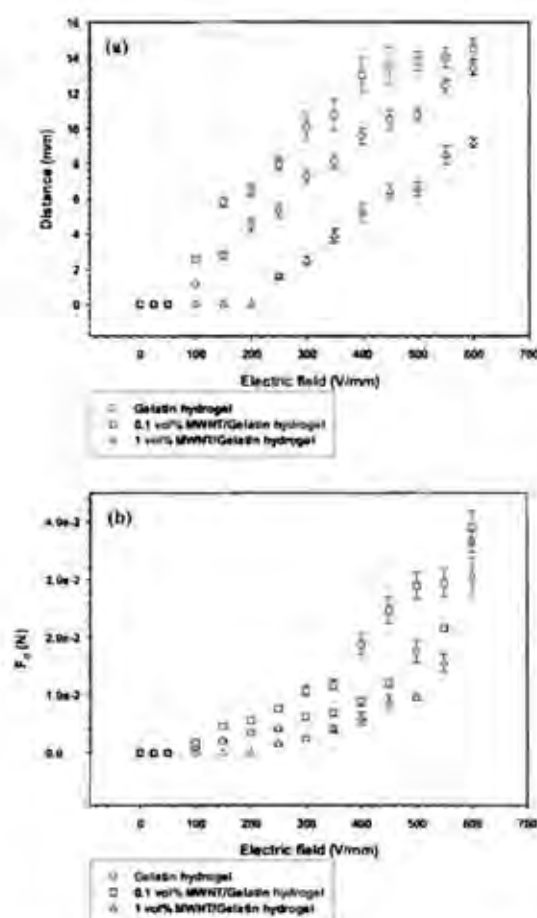 (a)
16
14
12
10
8
6
4
2
0
Distance (mm)
0 100 200 300 400 500 600 700
Electric field (V/mm)
Gelatin hydrogel
0.1 vol% MWNT/Gelatin hydrogel
1 vol% MWNT/Gelatin hydrogel
(b)
4.0e-2
3.0e-2
2.0e-2
1.0e-2
0.0
F_d (N)
0 100 200 300 400 500 600 700
Electric field (V/mm)
Gelatin hydrogel
0.1 vol% MWNT/Gelatin hydrogel
1 vol% MWNT/Gelatin hydrogel